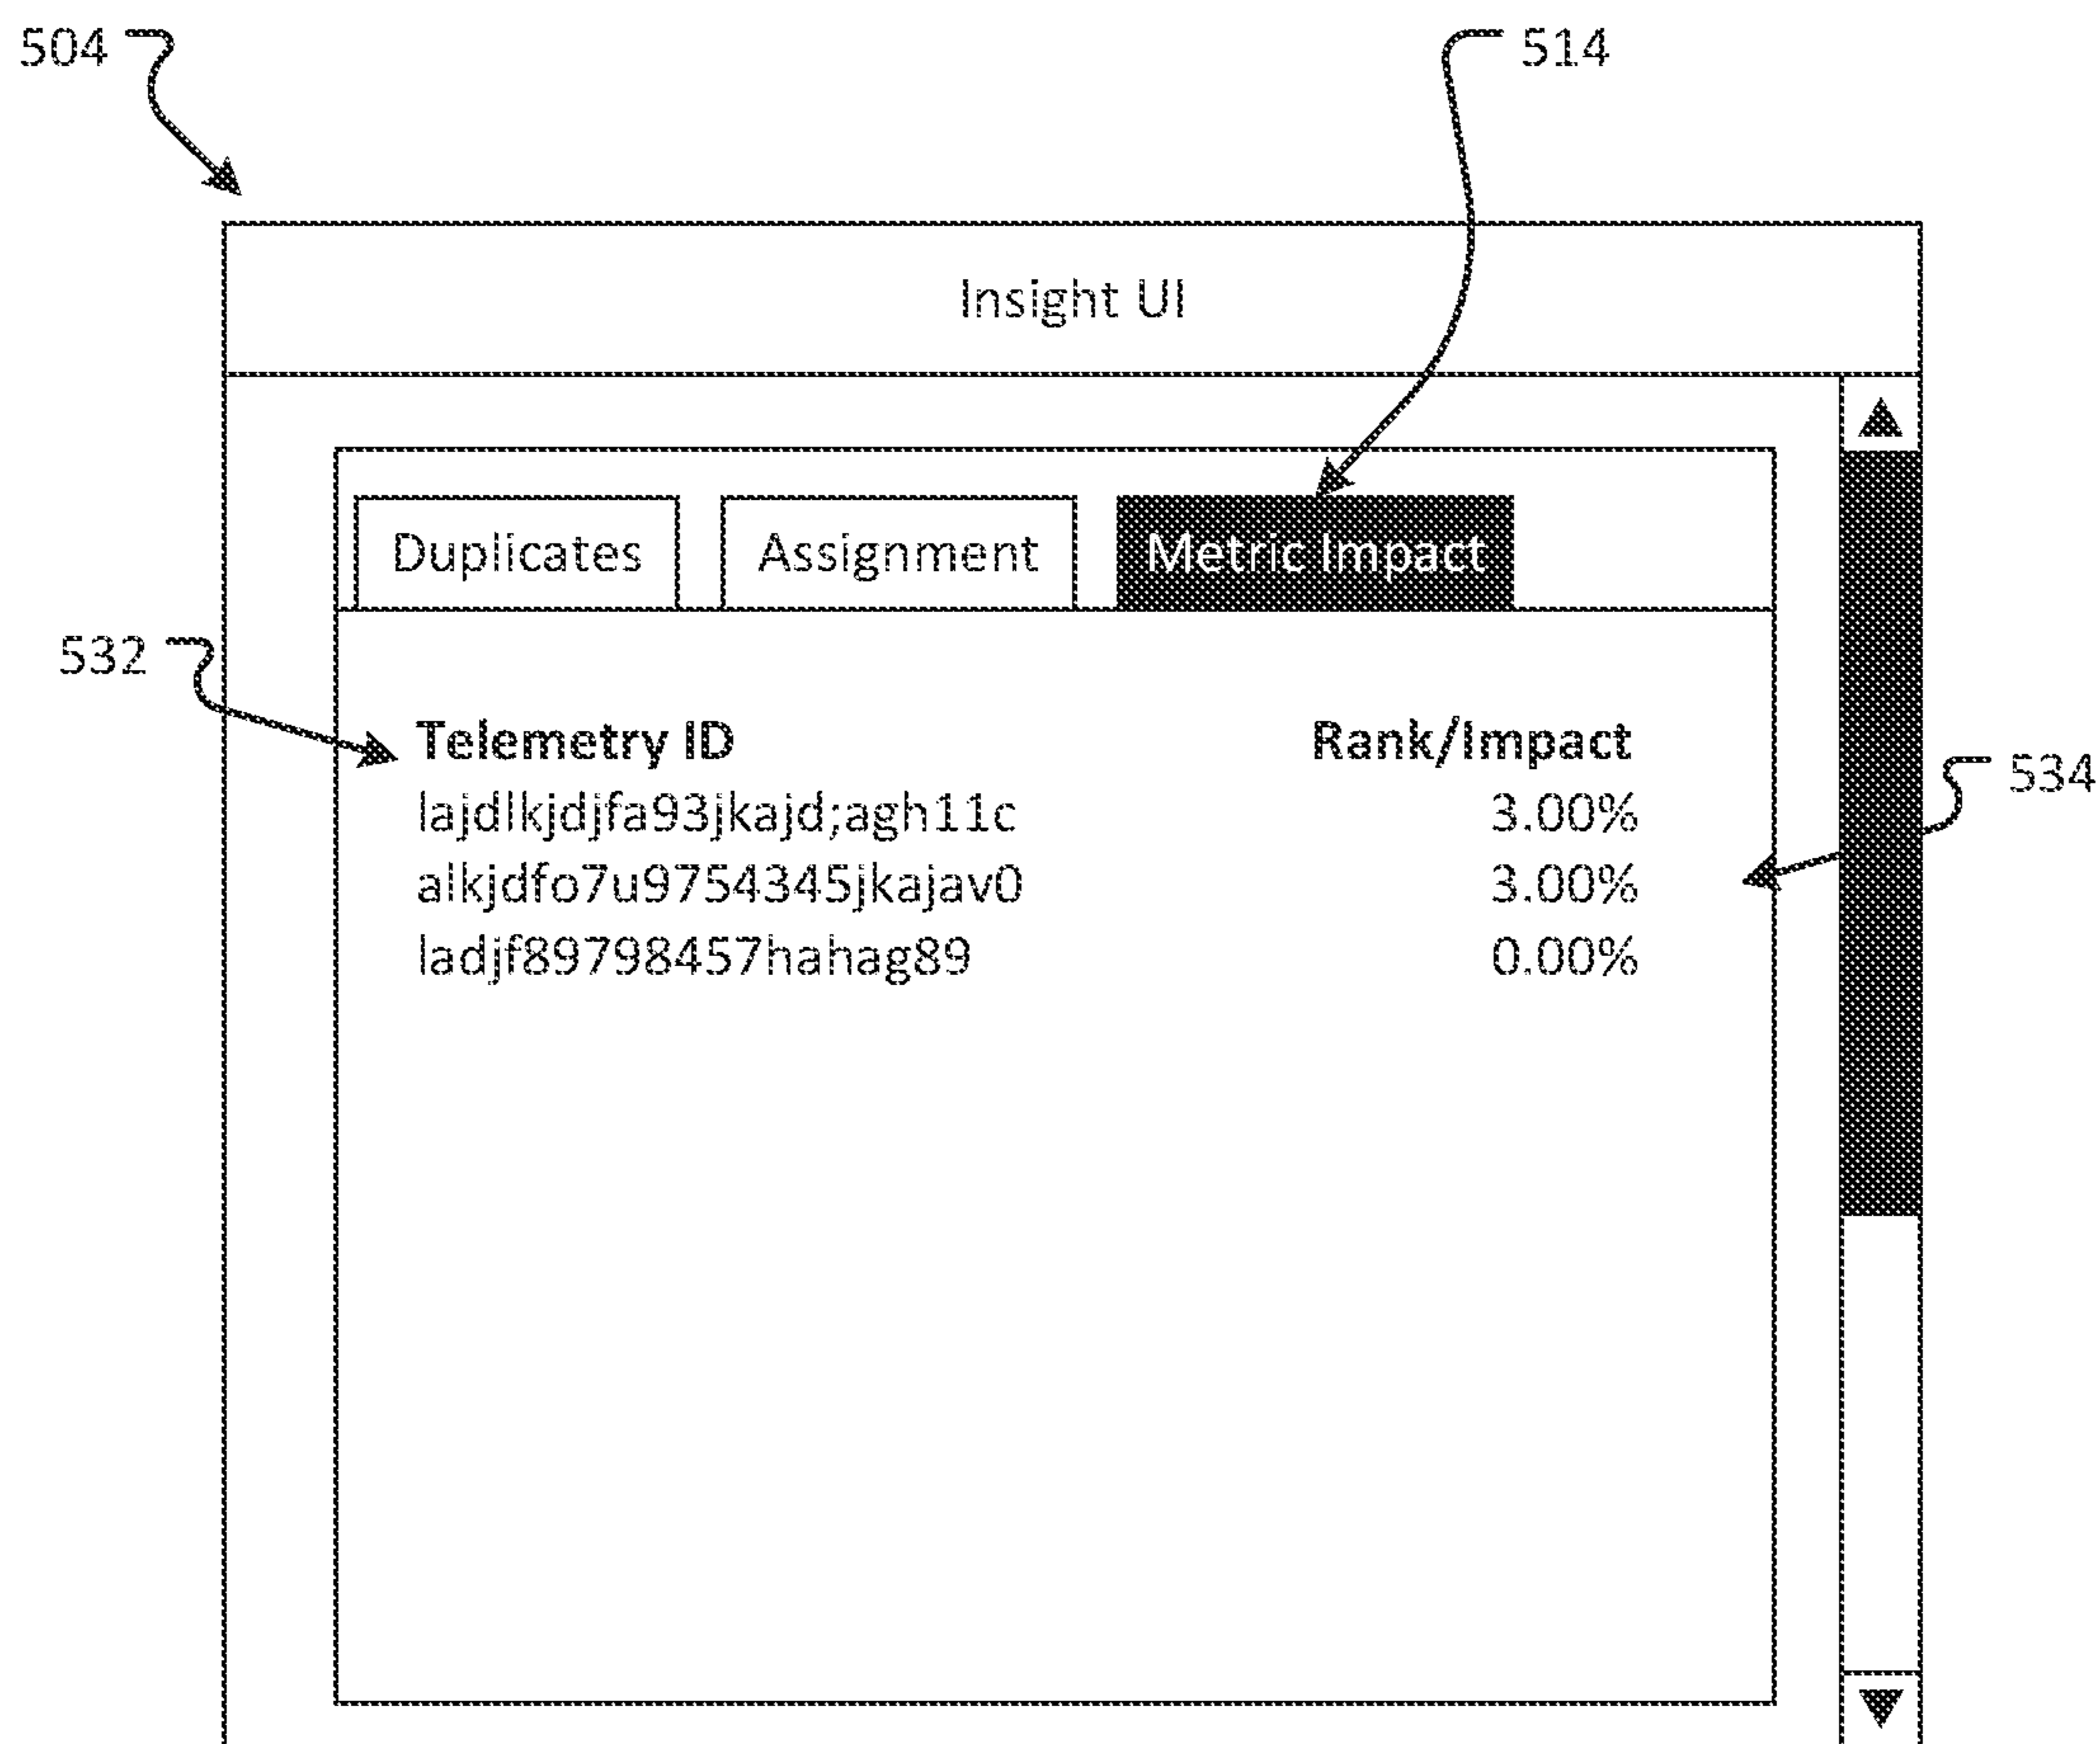 504
514
Insight UI
Duplicates Assignment Metric Impact
532
Telemetry ID Rank/Impact
534
lajdlkjdjfa93jkajd;agh11c 3.00%
alkjdfo7u9754345jkajav0 3.00%
ladjf89798457hahag89 0.00%